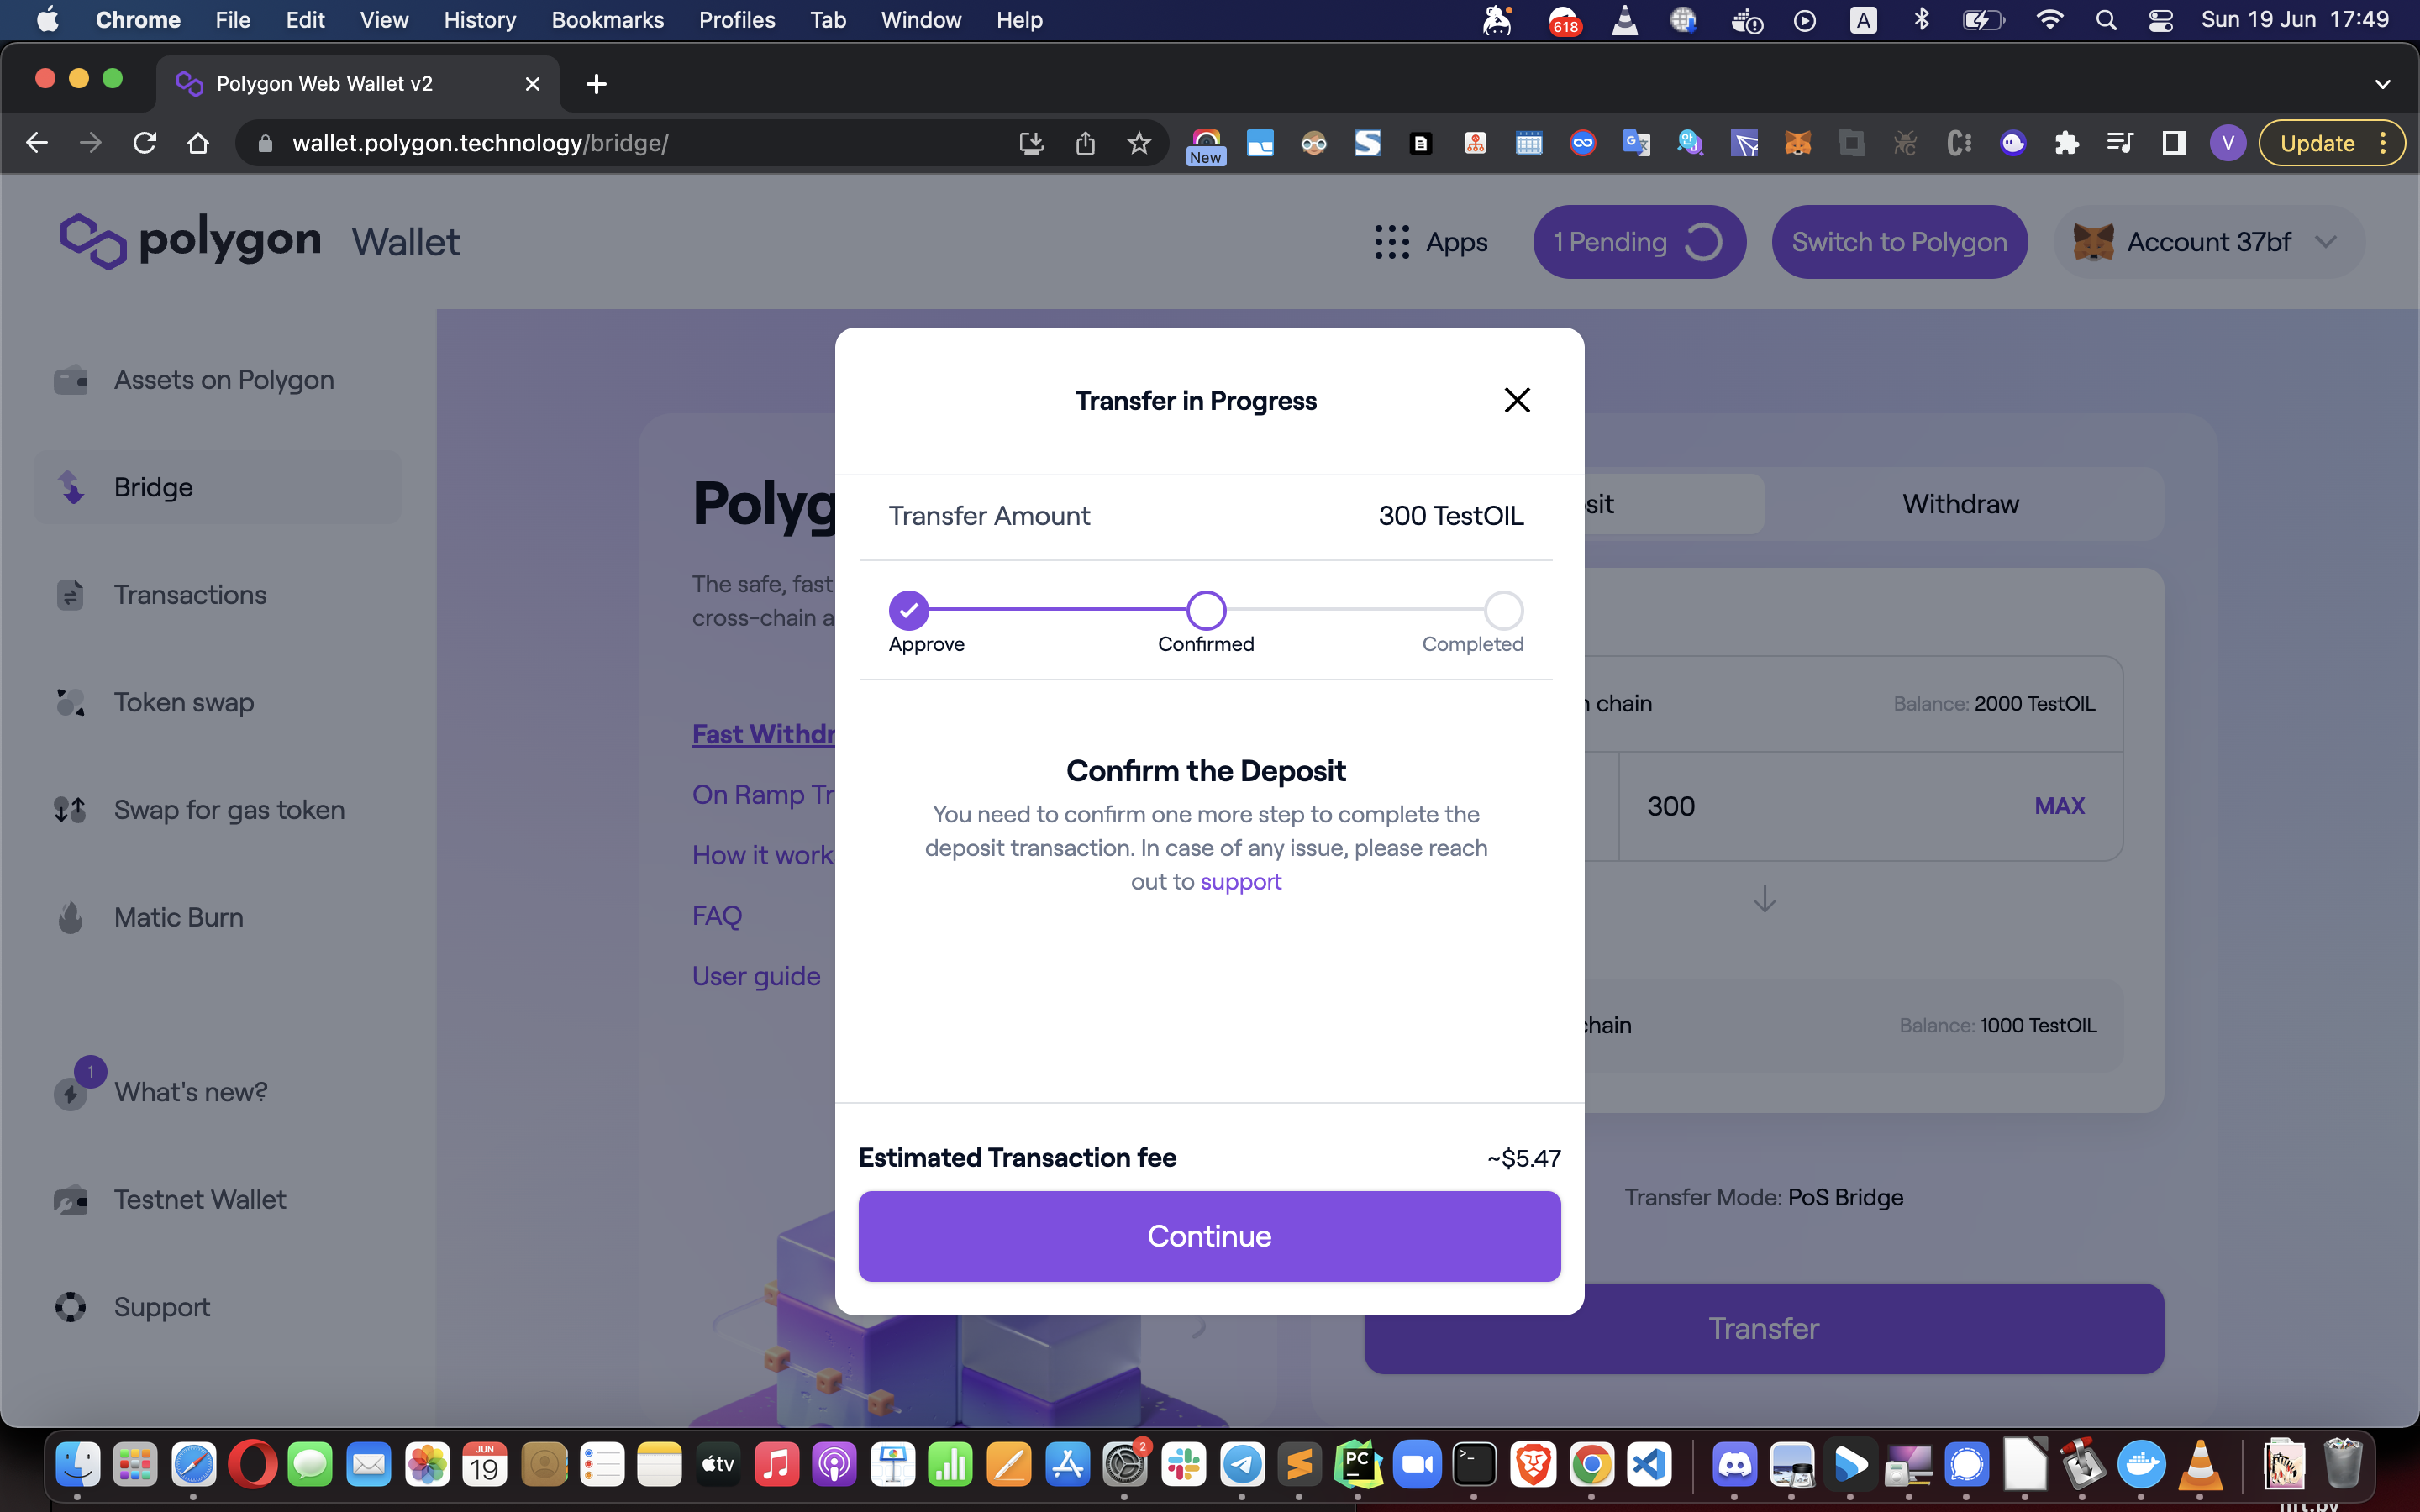 Chrome File Edit View History Bookmarks Profiles Tab Window Help
618
A
Sun 19 Jun 17:49
Polygon Web Wallet v2
wallet.polygon.technology/bridge/
New
V
Update
polygon Wallet
Apps
1 Pending
Switch to Polygon
Account 37bf
Assets on Polygon
Bridge
Transactions
Token swap
Swap for gas token
Matic Burn
1
What's new?
Testnet Wallet
Support
Polyg
The safe, fast
cross-chain a
Fast Withdr
On Ramp Tr
How it work
FAQ
User guide
Transfer in Progress
Transfer Amount 300 TestOIL
Approve Confirmed Completed
Confirm the Deposit
You need to confirm one more step to complete the
deposit transaction. In case of any issue, please reach
out to support
Estimated Transaction fee ~$5.47
Continue
sit
Withdraw
chain
Balance: 2000 TestOIL
300
MAX
chain
Balance: 1000 TestOIL
Transfer Mode: PoS Bridge
Transfer
JUN
19
tv
2
PC